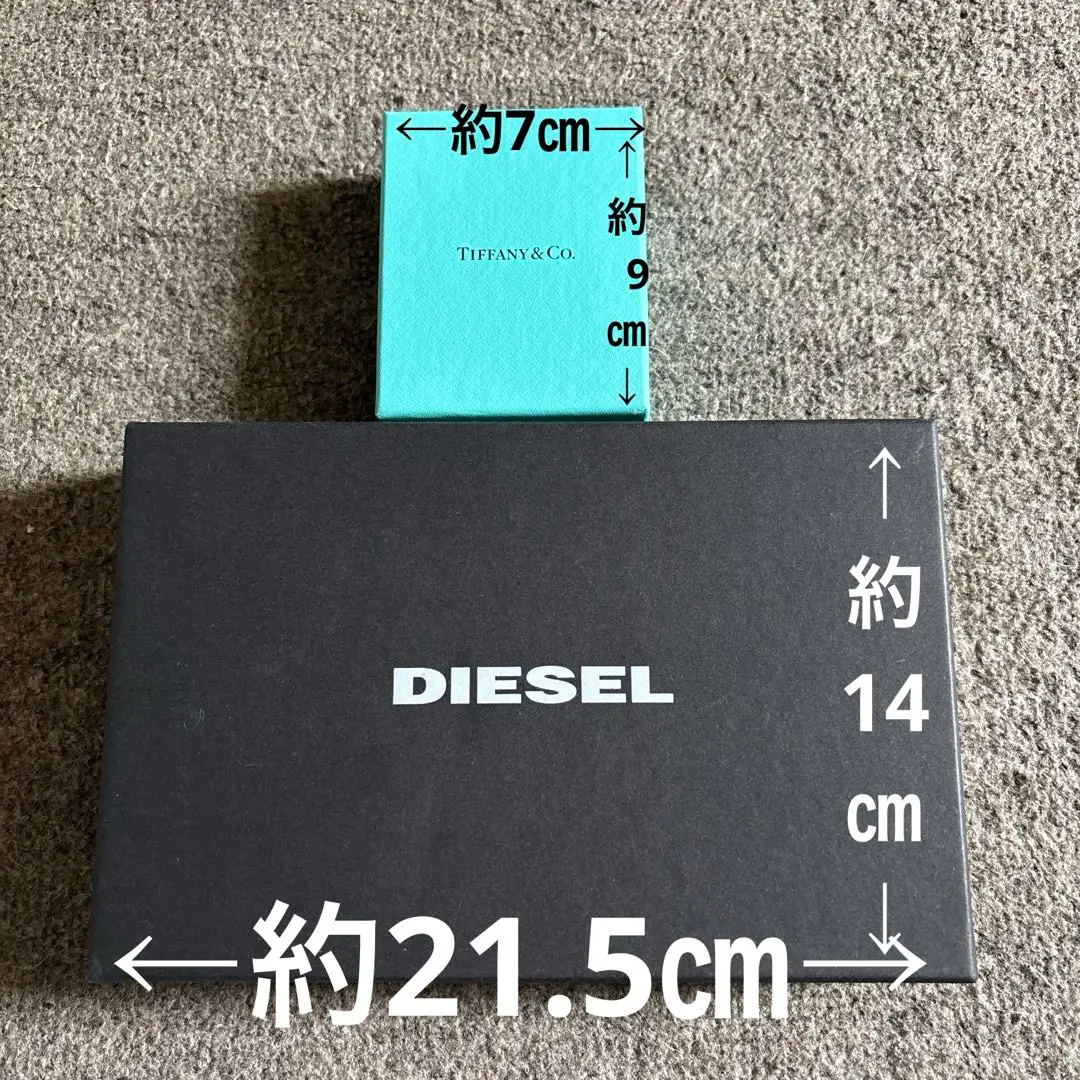 ←約7㎝→
↑
約
9
㎝
↓
TIFFANY & CO.
↑
約
14
㎝
↓
DIESEL
←約21.5㎝→